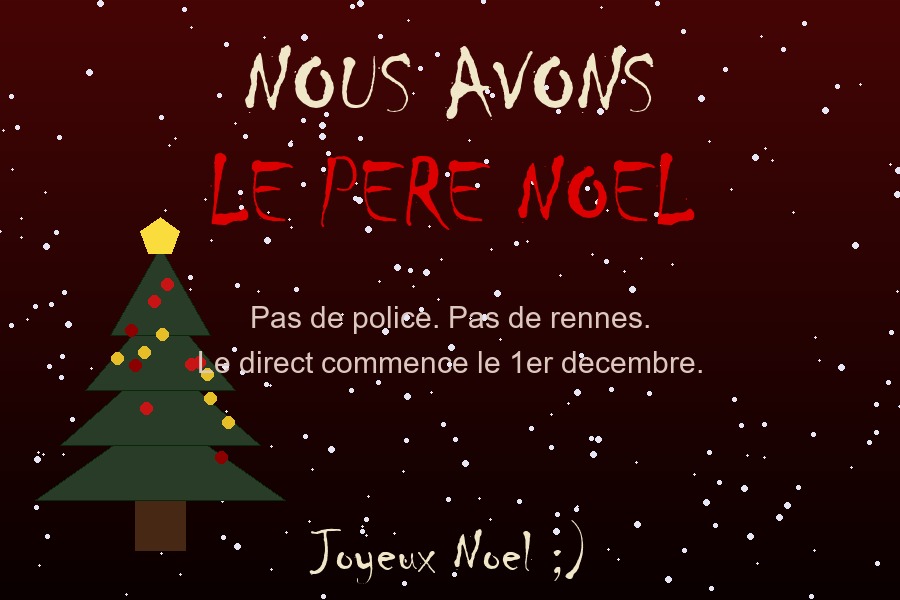 NOUS AVONS
LE PERE NOEL
Pas de police. Pas de rennes.
Le direct commence le 1er decembre.
Joyeux Noel ;)